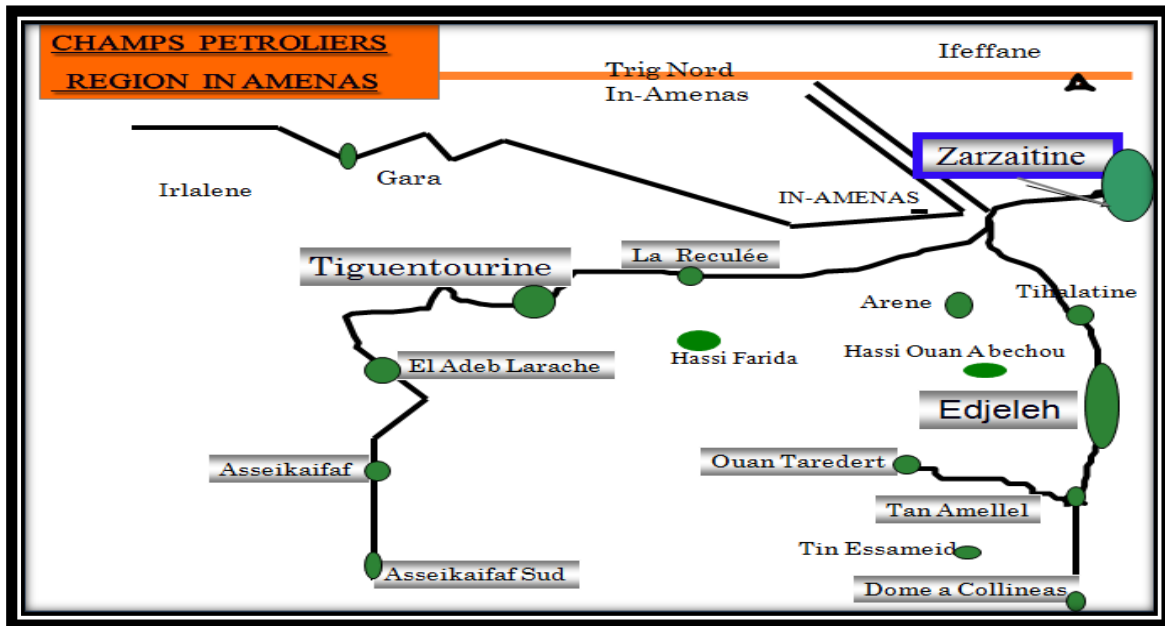 CHAMPS PETROLIERS
REGION IN AMENAS
Ifeffane
Trig Nord
In-Amenas
Zarzaitine
Gara
Irlalene
IN-AMENAS
La Reculée
Tiguentourine
Tihalatine
Arene
Hassi Farida
Hassi Ouan A bechou
El Adeb Larache
Edjeleh
Asseikaifaf
Ouan Taredert
Tan Amellel
Tin Essameid
Asseikaifaf Sud
Dome a Collineas